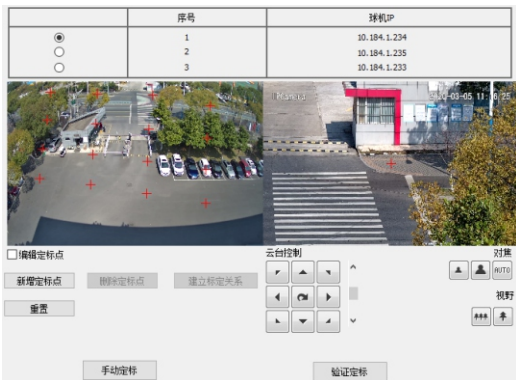 序号 球机IP
1 10.184.1.234
2 10.184.1.235
3 10.184.1.233
编辑定标点 云台控制 对焦
新增定标点 删除定标点 建立标定关系 AUTO
重置 视野
手动定标 验证定标